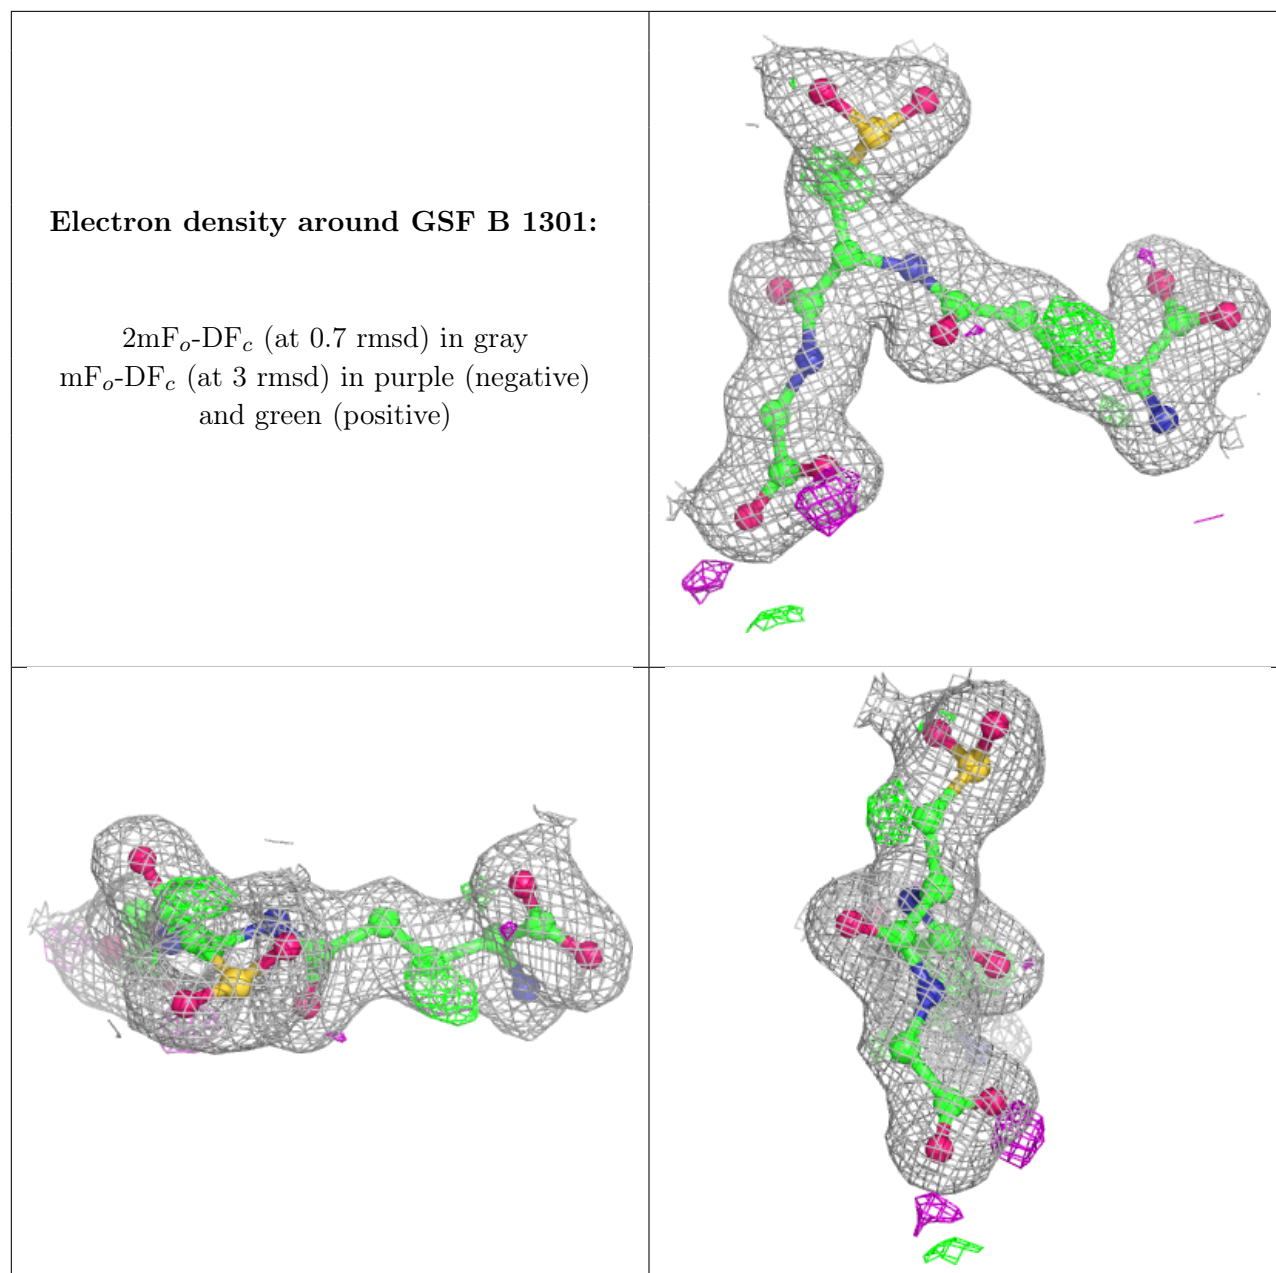 Electron density around GSF B 1301:
2mFo-DFc (at 0.7 rmsd) in gray
mFo-DFc (at 3 rmsd) in purple (negative)
and green (positive)